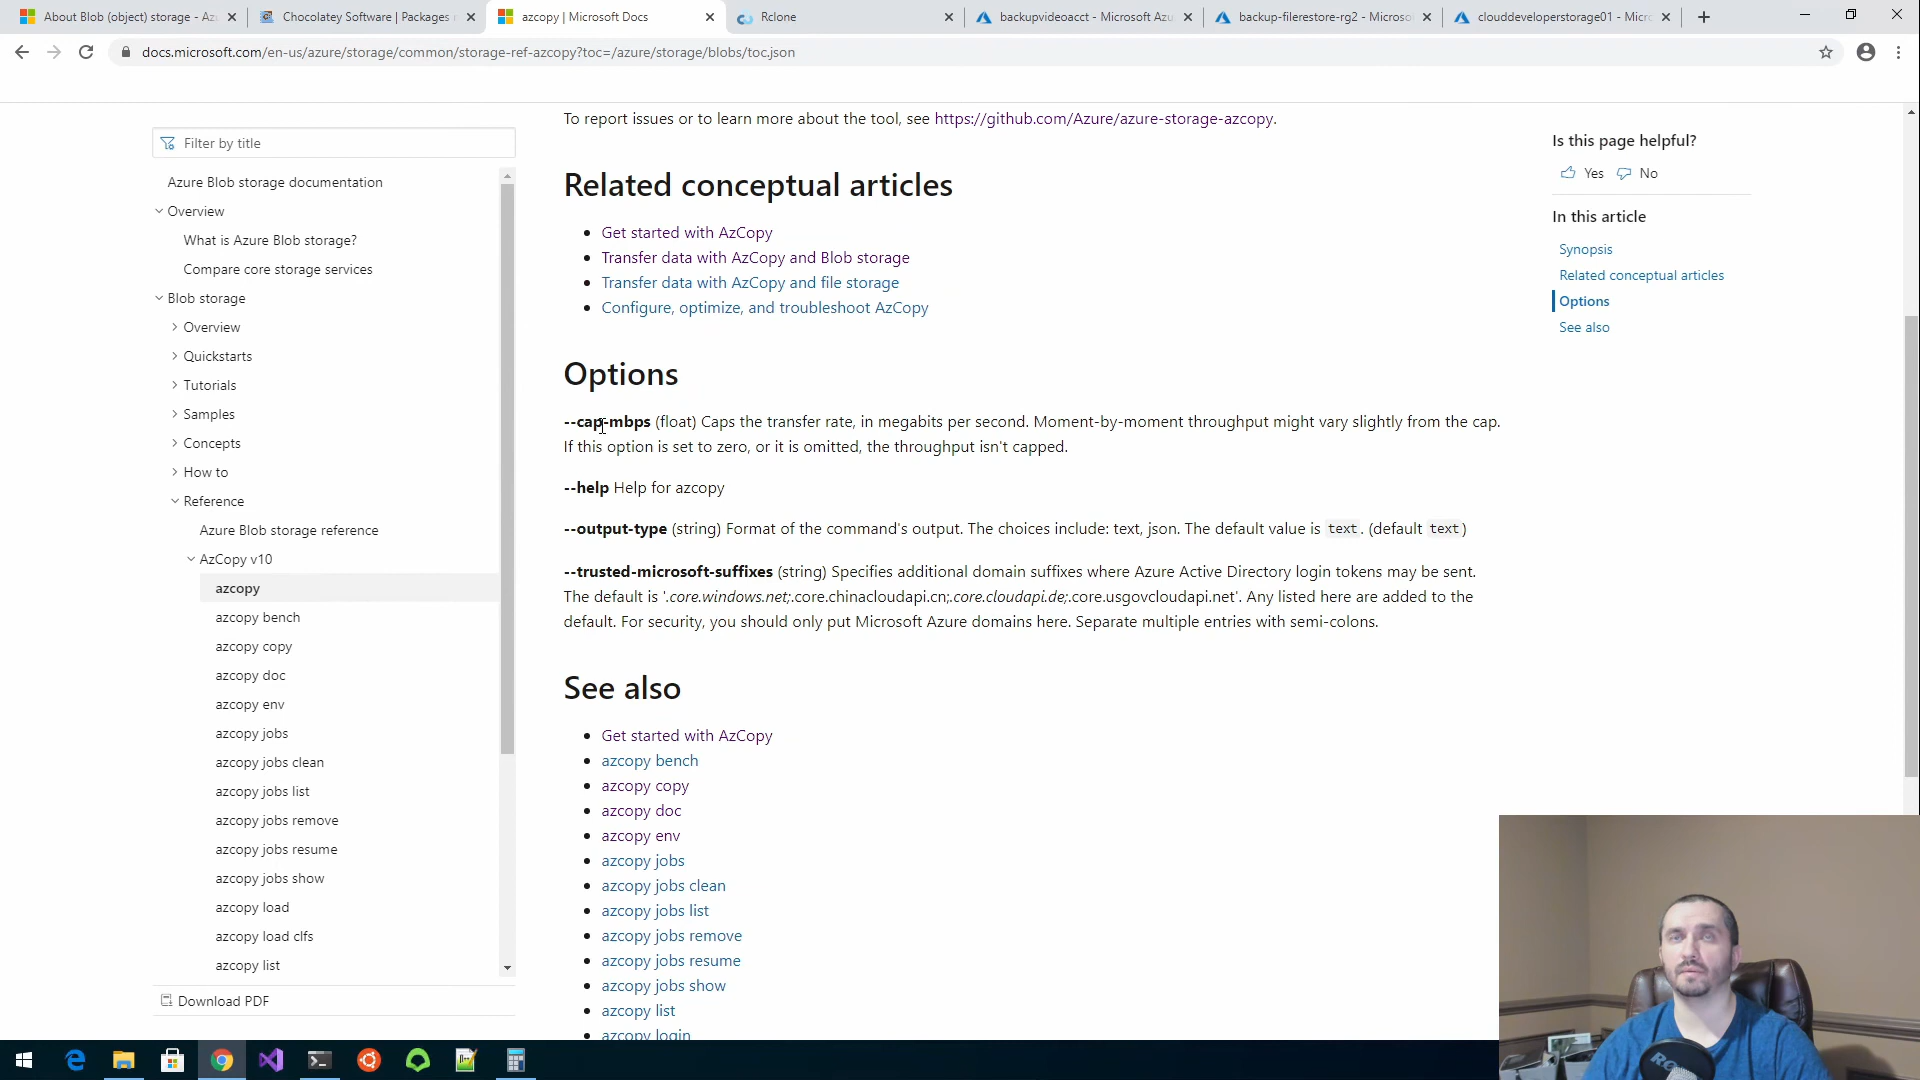 About Blob (object) storage - Az
Chocolatey Software | Packages
azcopy | Microsoft Docs
Rclone
backupvideoacct - Microsoft Azu
backup-filerestore-rg2 - Microso
clouddeveloperstorage01 - Micr
docs.microsoft.com/en-us/azure/storage/common/storage-ref-azcopy?toc=/azure/storage/blobs/toc.json
Filter by title
Azure Blob storage documentation
Overview
What is Azure Blob storage?
Compare core storage services
Blob storage
Overview
Quickstarts
Tutorials
Samples
Concepts
How to
Reference
Azure Blob storage reference
AzCopy v10
azcopy
azcopy bench
azcopy copy
azcopy doc
azcopy env
azcopy jobs
azcopy jobs clean
azcopy jobs list
azcopy jobs remove
azcopy jobs resume
azcopy jobs show
azcopy load
azcopy load clfs
azcopy list
Download PDF
To report issues or to learn more about the tool, see https://github.com/Azure/azure-storage-azcopy.
Related conceptual articles
Get started with AzCopy
Transfer data with AzCopy and Blob storage
Transfer data with AzCopy and file storage
Configure, optimize, and troubleshoot AzCopy
Options
--cap-mbps (float) Caps the transfer rate, in megabits per second. Moment-by-moment throughput might vary slightly from the cap.
If this option is set to zero, or it is omitted, the throughput isn't capped.
--help Help for azcopy
--output-type (string) Format of the command's output. The choices include: text, json. The default value is text. (default text)
--trusted-microsoft-suffixes (string) Specifies additional domain suffixes where Azure Active Directory login tokens may be sent.
The default is '.core.windows.net;.core.chinacloudapi.cn;.core.cloudapi.de;.core.usgovcloudapi.net'. Any listed here are added to the
default. For security, you should only put Microsoft Azure domains here. Separate multiple entries with semi-colons.
See also
Get started with AzCopy
azcopy bench
azcopy copy
azcopy doc
azcopy env
azcopy jobs
azcopy jobs clean
azcopy jobs list
azcopy jobs remove
azcopy jobs resume
azcopy jobs show
azcopy list
azcopy login
Is this page helpful?
Yes No
In this article
Synopsis
Related conceptual articles
Options
See also